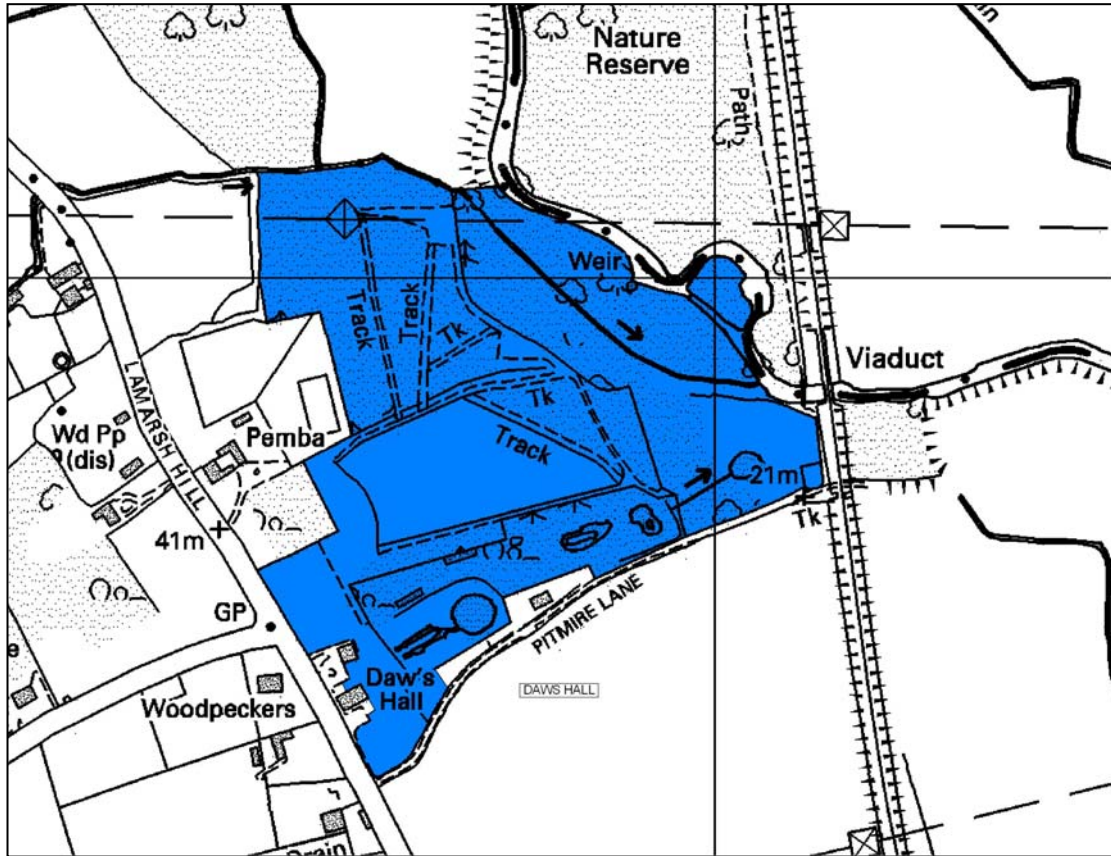 Nature
Reserve
Path
Weir
Track
Track
Tk
Viaduct
LAMARSH HILL
Wd Pp
(dis)
Pemba
Tk
Track
21m
Tk
41m
GP
PITMIRE LANE
Daw's
Hall
DAWS HALL
Woodpeckers